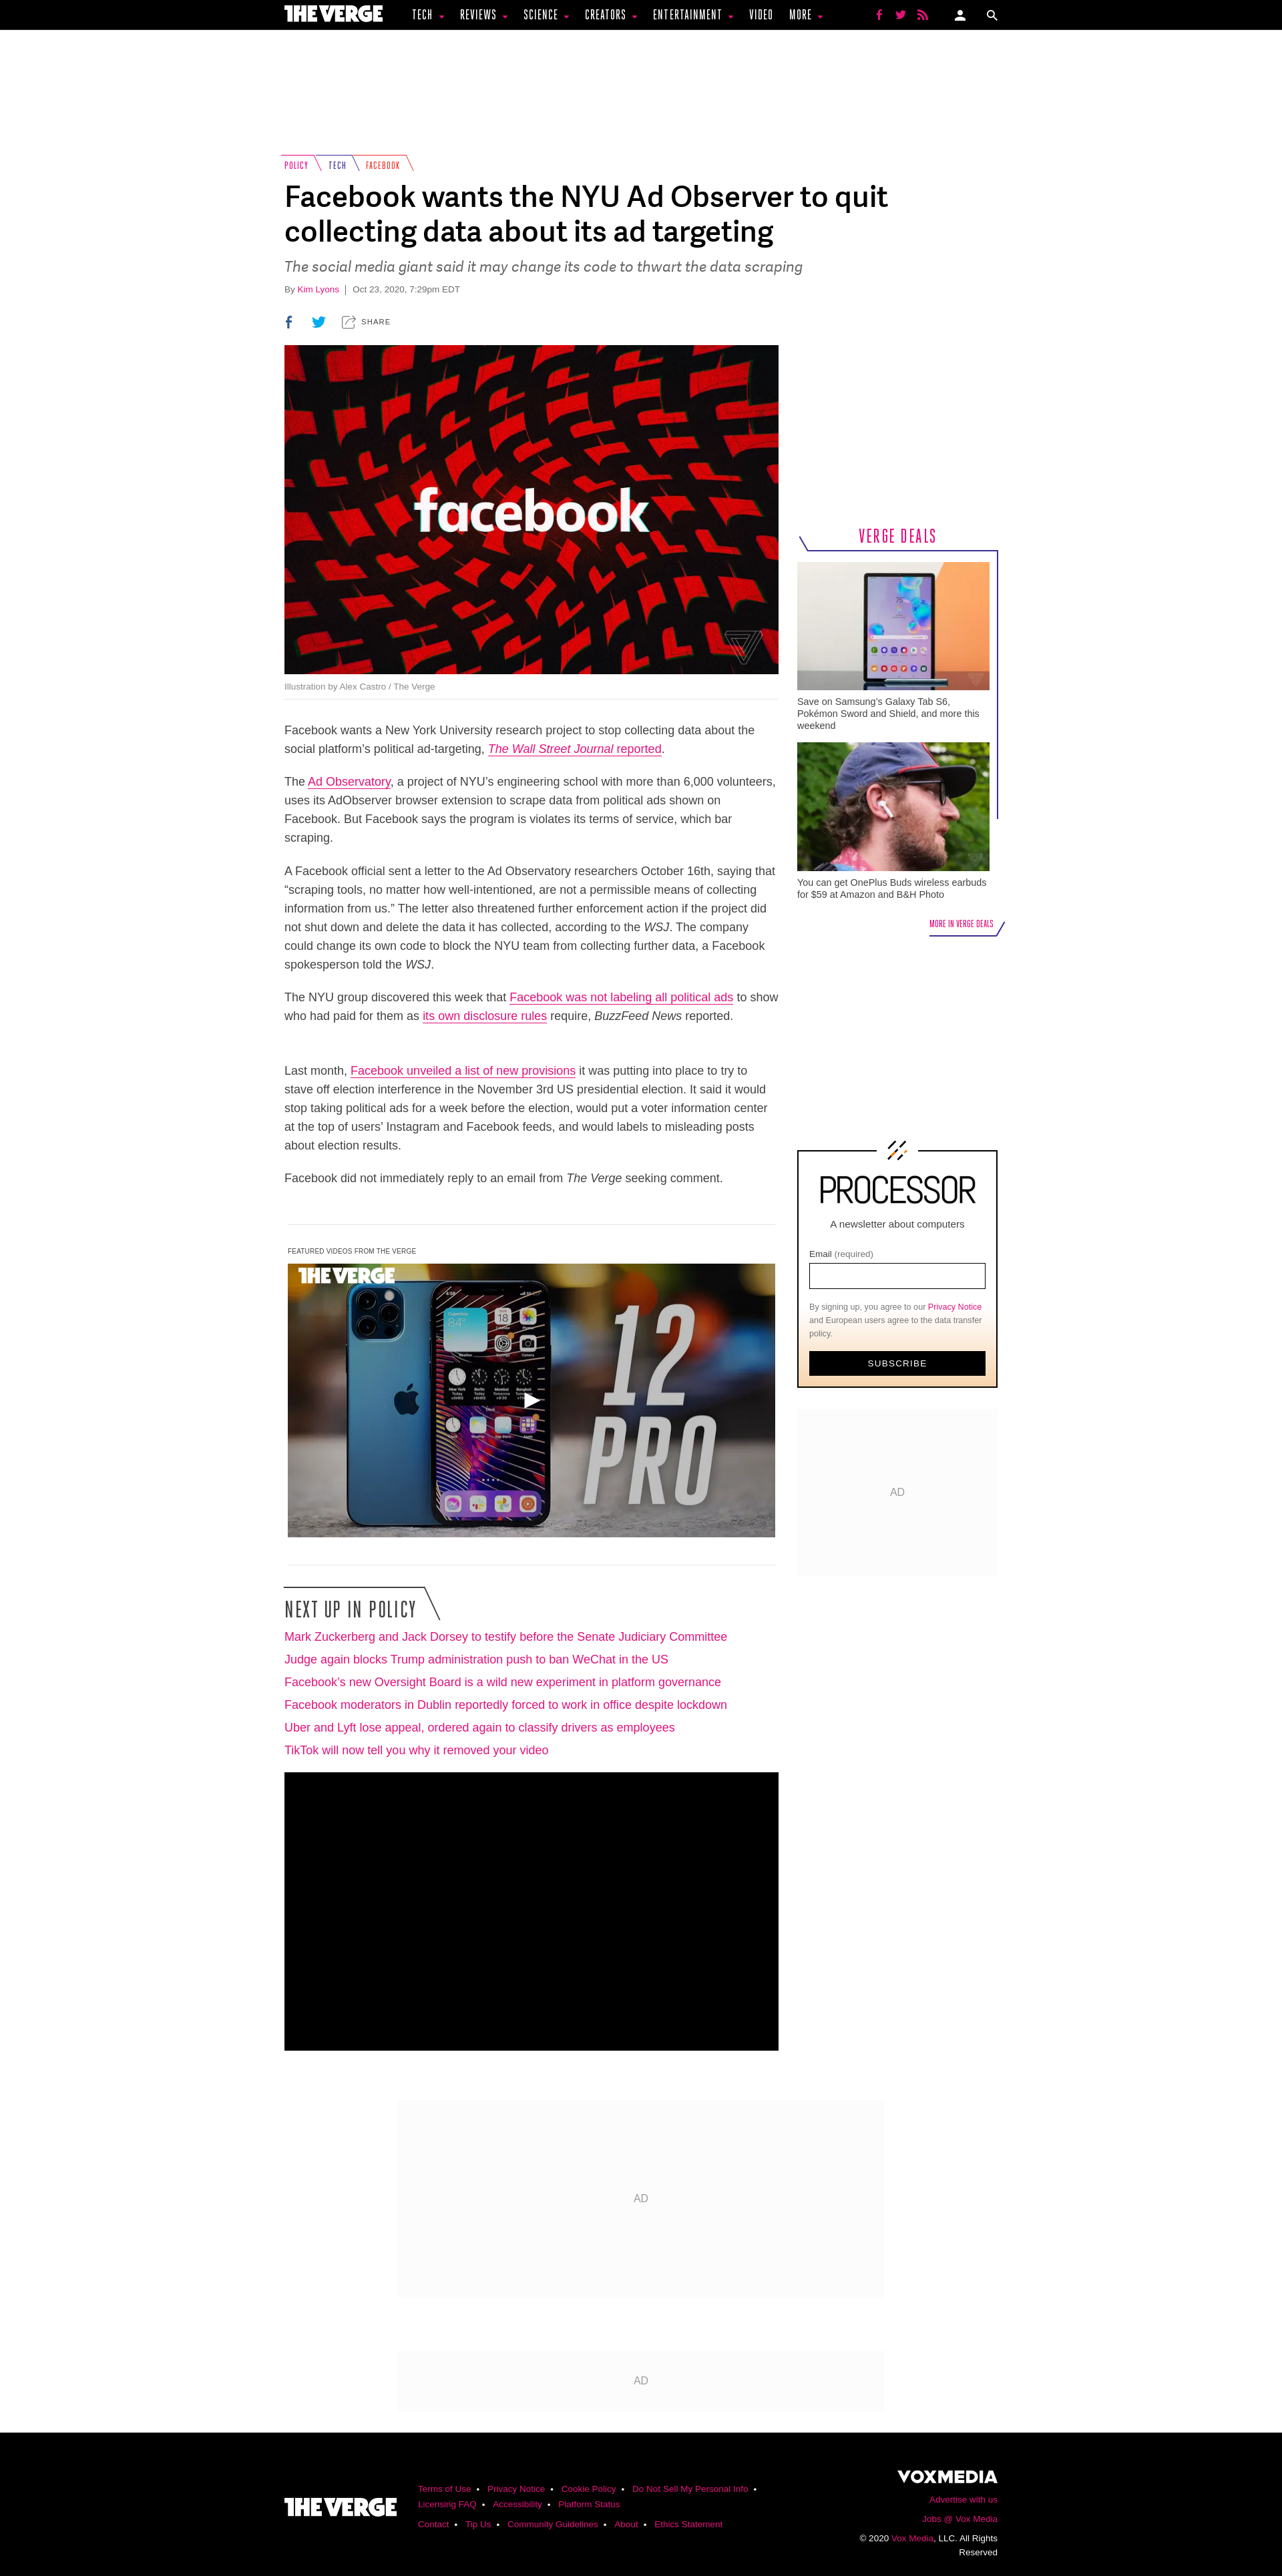 THE VERGE
TECH
REVIEWS
SCIENCE
CREATORS
ENTERTAINMENT
VIDEO
MORE
POLICY
TECH
FACEBOOK
Facebook wants the NYU Ad Observer to quit
collecting data about its ad targeting
The social media giant said it may change its code to thwart the data scraping
By Kim Lyons | Oct 23, 2020, 7:29pm EDT
SHARE
facebook
Illustration by Alex Castro / The Verge
Facebook wants a New York University research project to stop collecting data about the
social platform’s political ad-targeting, The Wall Street Journal reported.
The Ad Observatory, a project of NYU’s engineering school with more than 6,000 volunteers,
uses its AdObserver browser extension to scrape data from political ads shown on
Facebook. But Facebook says the program is violates its terms of service, which bar
scraping.
A Facebook official sent a letter to the Ad Observatory researchers October 16th, saying that
“scraping tools, no matter how well-intentioned, are not a permissible means of collecting
information from us.” The letter also threatened further enforcement action if the project did
not shut down and delete the data it has collected, according to the WSJ. The company
could change its own code to block the NYU team from collecting further data, a Facebook
spokesperson told the WSJ.
The NYU group discovered this week that Facebook was not labeling all political ads to show
who had paid for them as its own disclosure rules require, BuzzFeed News reported.
Last month, Facebook unveiled a list of new provisions it was putting into place to try to
stave off election interference in the November 3rd US presidential election. It said it would
stop taking political ads for a week before the election, would put a voter information center
at the top of users’ Instagram and Facebook feeds, and would labels to misleading posts
about election results.
Facebook did not immediately reply to an email from The Verge seeking comment.
FEATURED VIDEOS FROM THE VERGE
THE VERGE
12
PRO
NEXT UP IN POLICY
Mark Zuckerberg and Jack Dorsey to testify before the Senate Judiciary Committee
Judge again blocks Trump administration push to ban WeChat in the US
Facebook’s new Oversight Board is a wild new experiment in platform governance
Facebook moderators in Dublin reportedly forced to work in office despite lockdown
Uber and Lyft lose appeal, ordered again to classify drivers as employees
TikTok will now tell you why it removed your video
VERGE DEALS
Save on Samsung’s Galaxy Tab S6,
Pokémon Sword and Shield, and more this
weekend
You can get OnePlus Buds wireless earbuds
for $59 at Amazon and B&H Photo
MORE IN VERGE DEALS
PROCESSOR
A newsletter about computers
Email (required)
By signing up, you agree to our Privacy Notice
and European users agree to the data transfer
policy.
SUBSCRIBE
AD
AD
AD
THE VERGE
Terms of Use • Privacy Notice • Cookie Policy • Do Not Sell My Personal Info •
Licensing FAQ • Accessibility • Platform Status
Contact • Tip Us • Community Guidelines • About • Ethics Statement
VOXMEDIA
Advertise with us
Jobs @ Vox Media
© 2020 Vox Media, LLC. All Rights
Reserved